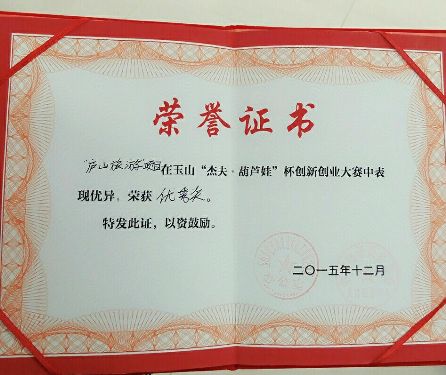 荣誉证书
"庐山旅游"项目在玉山"杰夫·葫芦娃"杯创新创业大赛中表
现优异,荣获优秀奖。
特发此证,以资鼓励。
二〇一五年十二月